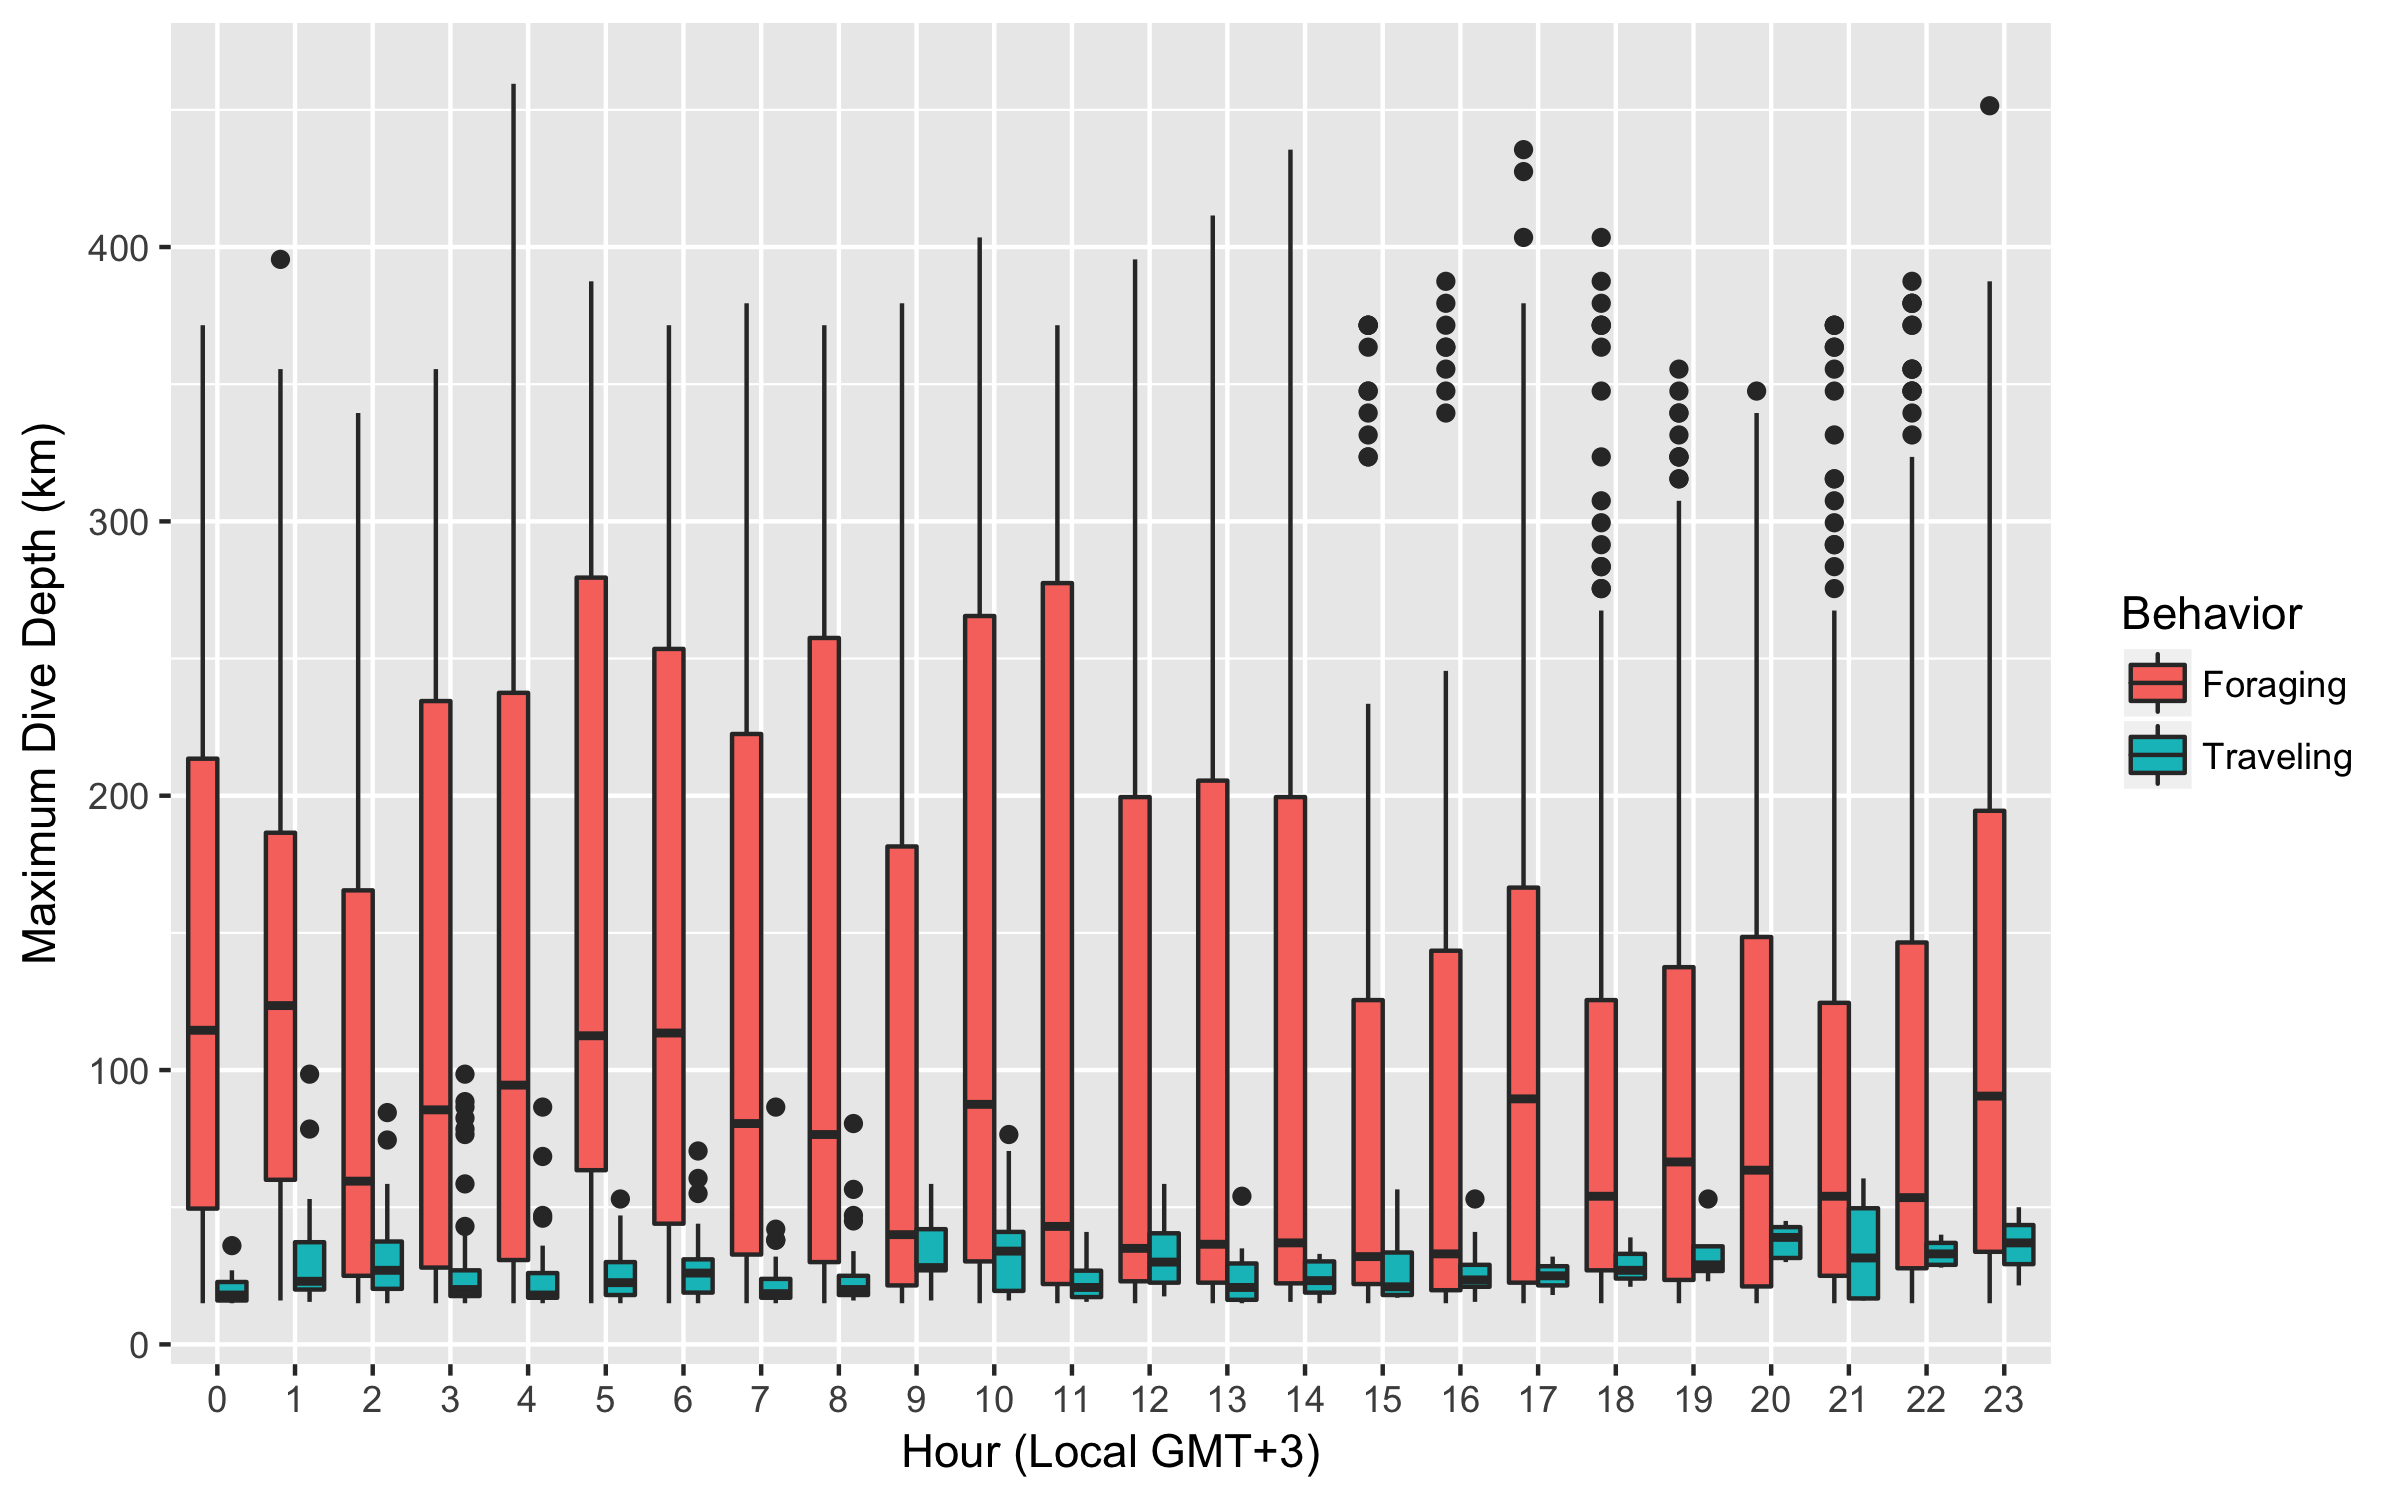 Maximum Dive Depth (km)
400
300
200
100
0
0 1 2 3 4 5 6 7 8 9 10 11 12 13 14 15 16 17 18 19 20 21 22 23
Hour (Local GMT+3)
Behavior
Foraging
Traveling